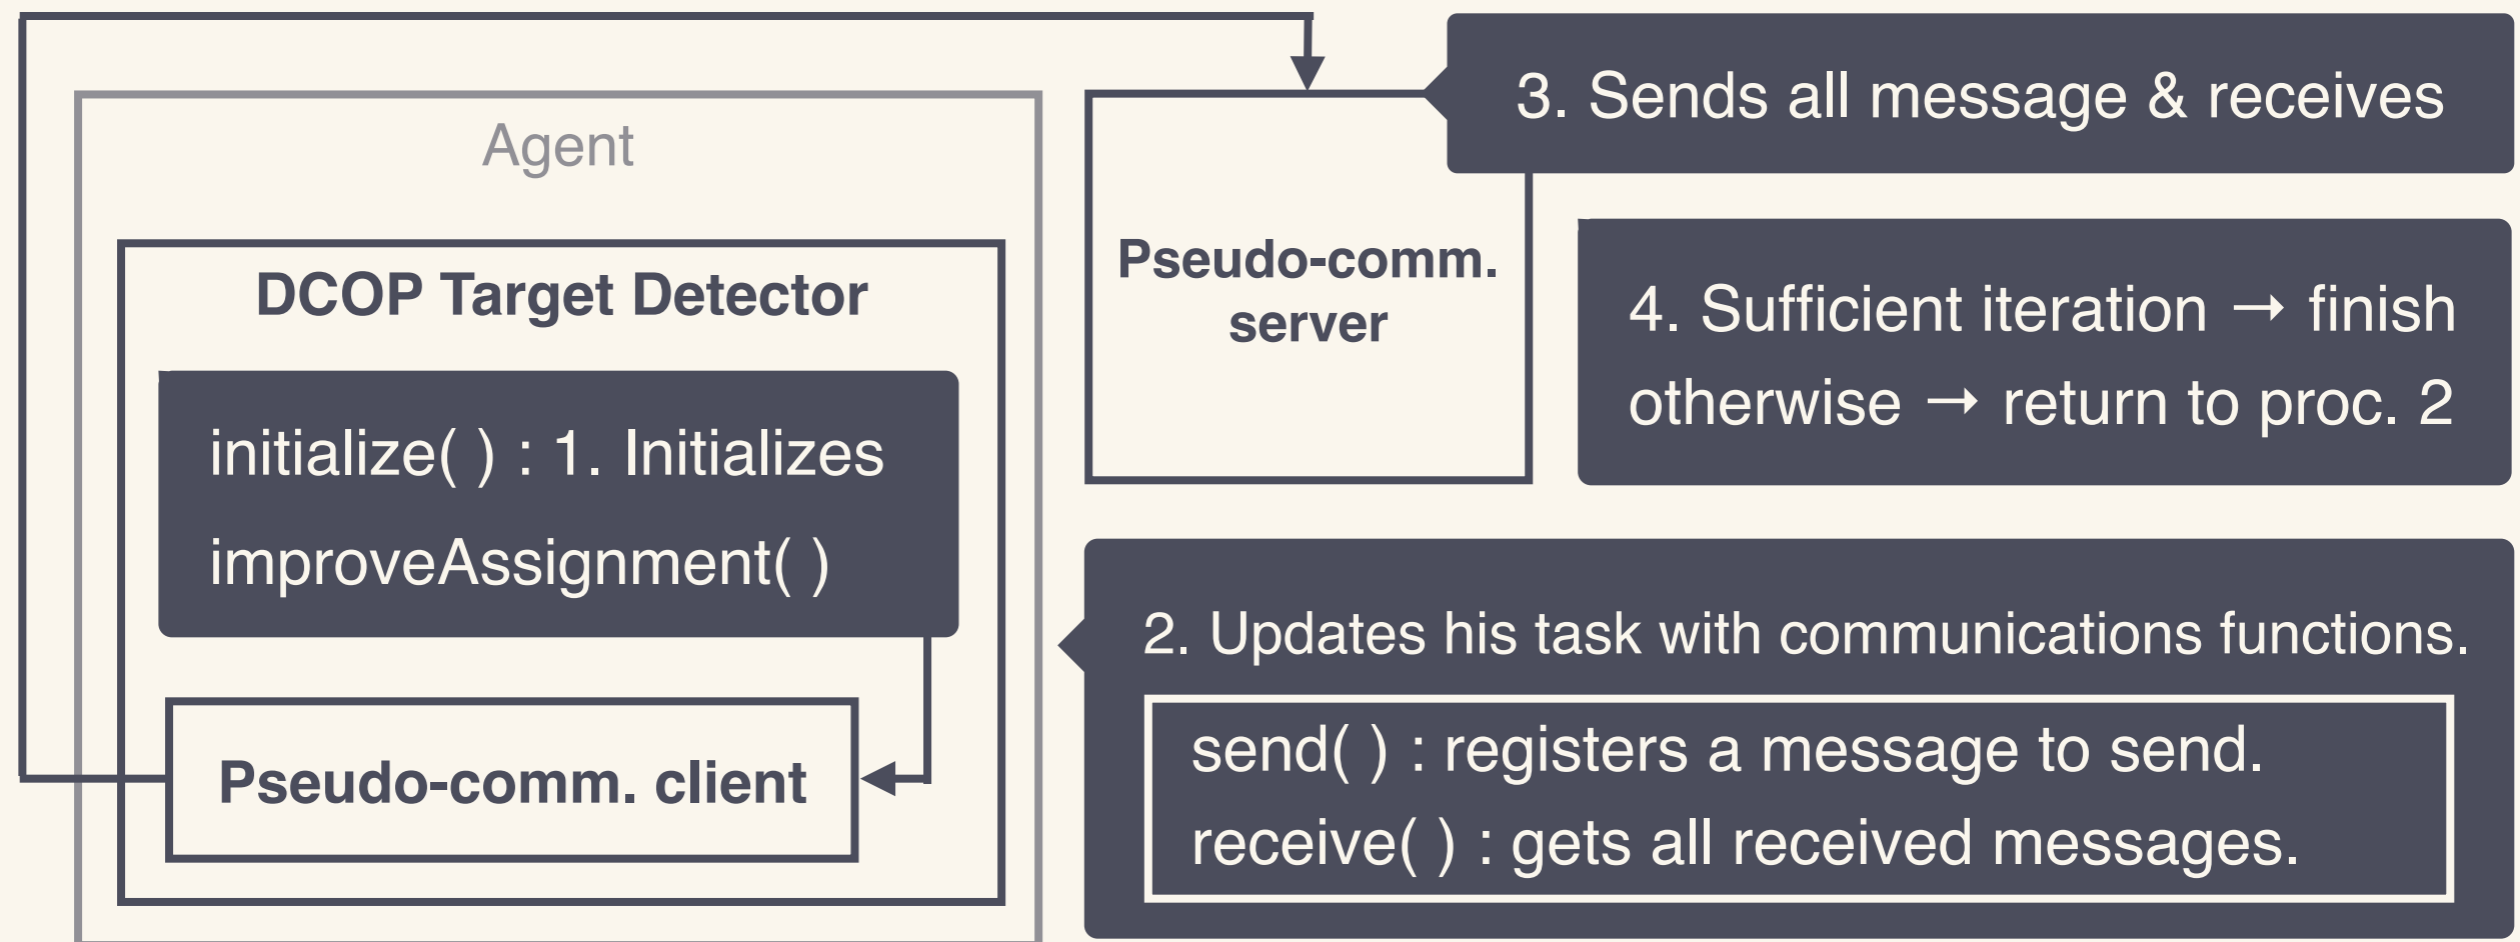 Agent
DCOP Target Detector
initialize( ) : 1. Initializes
improveAssignment( )
Pseudo-comm. client
Pseudo-comm.
server
3. Sends all message & receives
4. Sufficient iteration → finish
otherwise → return to proc. 2
2. Updates his task with communications functions.
send( ) : registers a message to send.
receive( ) : gets all received messages.